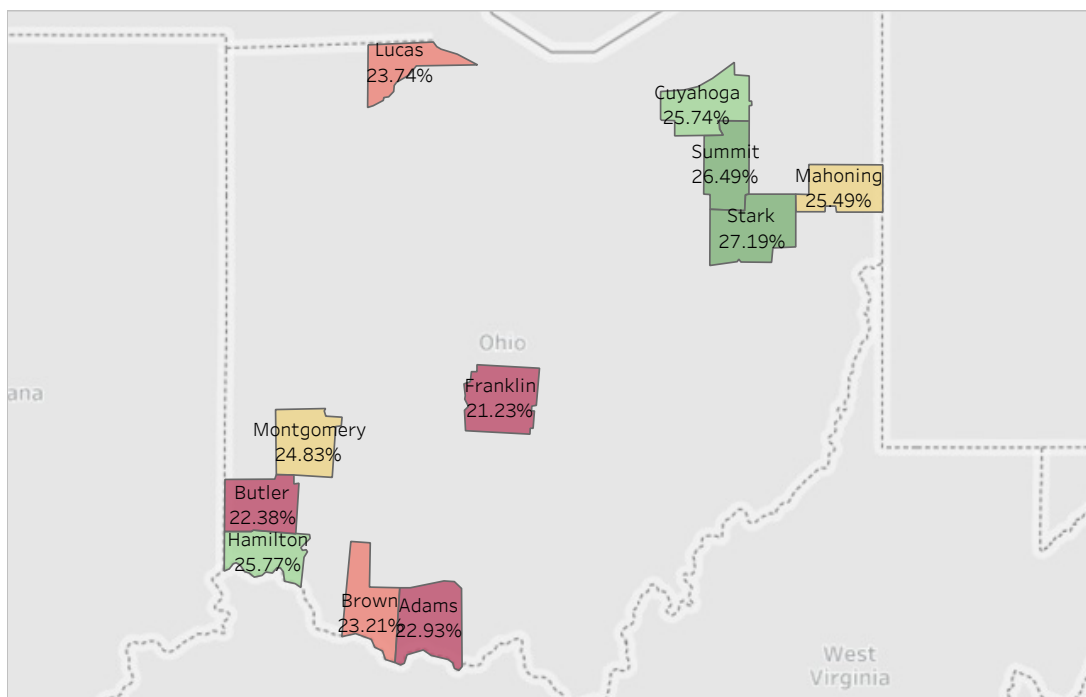 Lucas
23.74%
Cuyahoga
25.74%
Summit
26.49%
Mahoning
25.49%
Stark
27.19%
Ohio
Franklin
21.23%
ana
Montgomery
24.83%
Butler
22.38%
Hamilton
25.77%
Brown
23.21%
Adams
22.93%
West
Virginia